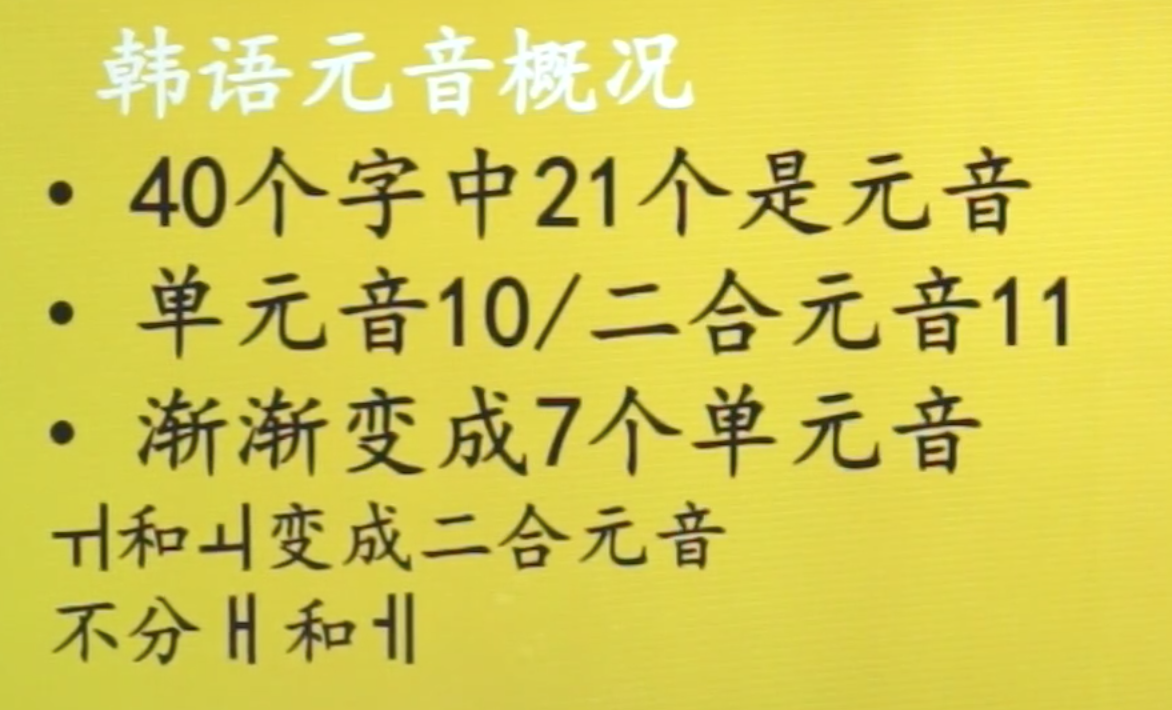 韩语元音概况
• 40个字中21个是元音
• 单元音10/二合元音11
• 渐渐变成7个单元音
ㅟ和ㅚ变成二合元音
不分ㅐ和ㅔ